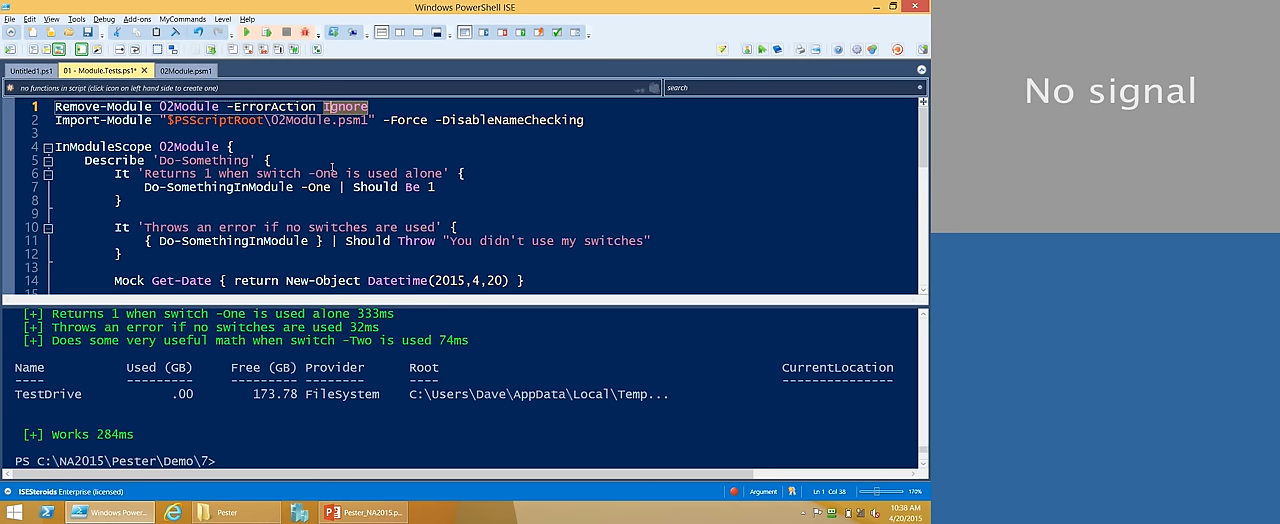 Windows PowerShell ISE
File Edit View Tools Debug Add-ons MyCommands Level Help
Untitled1.ps1 01 - Module.Tests.ps1* 02Module.psm1
no functions in script (click icon on left hand side to create one)
search
1 Remove-Module O2Module -ErrorAction Ignore
2 Import-Module "$PSScriptRoot\O2Module.psm1" -Force -DisableNameChecking
3
4 InModuleScope O2Module {
5 Describe 'Do-Something' {
6 It 'Returns 1 when switch -One is used alone' {
7 Do-SomethingInModule -One | Should Be 1
8 }
9
10 It 'Throws an error if no switches are used' {
11 { Do-SomethingInModule } | Should Throw "You didn't use my switches"
12 }
13
14 Mock Get-Date { return New-Object Datetime(2015,4,20) }
15
[+] Returns 1 when switch -One is used alone 333ms
[+] Throws an error if no switches are used 32ms
[+] Does some very useful math when switch -Two is used 74ms
Name Used (GB) Free (GB) Provider Root CurrentLocation
---- --------- --------- -------- ---- ---------------
TestDrive .00 173.78 FileSystem C:\Users\Dave\AppData\Local\Temp...
[+] Works 284ms
PS C:\NA2015\Pester\Demo\7>
ISESteroids Enterprise (licensed)
Argument
Ln 1 Col 38
170%
Windows Power...
Pester
Pester_NA2015.p...
10:38 AM
4/20/2015
No signal